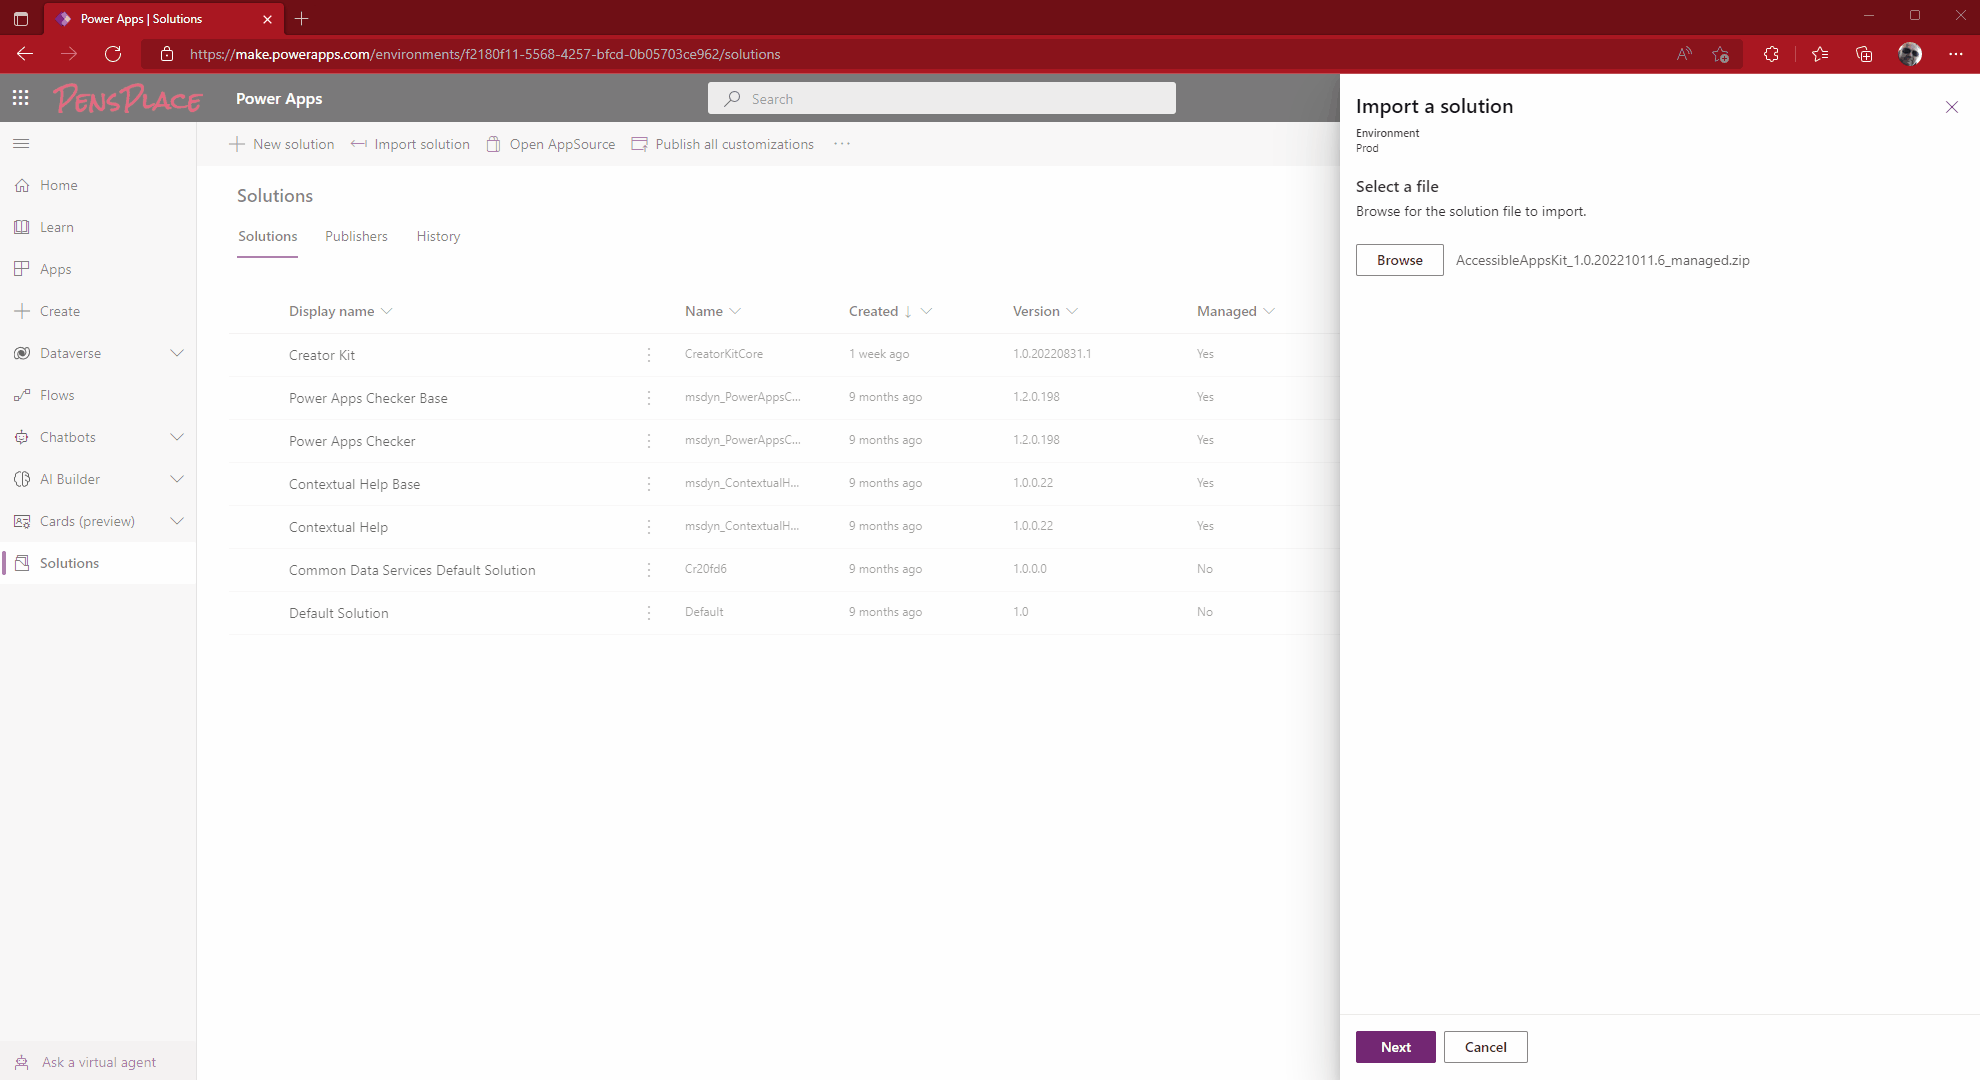 Power Apps | Solutions
https://make.powerapps.com/environments/f2180f11-5568-4257-bfcd-0b05703ce962/solutions
PensPlace
Power Apps
Search
New solution
Import solution
Open AppSource
Publish all customizations
Home
Learn
Apps
Create
Dataverse
Flows
Chatbots
AI Builder
Cards (preview)
Solutions
Ask a virtual agent
Solutions
Solutions Publishers History
Display name Name Created Version Managed
Creator Kit CreatorKitCore 1 week ago 1.0.20220831.1 Yes
Power Apps Checker Base msdyn_PowerAppsC... 9 months ago 1.2.0.198 Yes
Power Apps Checker msdyn_PowerAppsC... 9 months ago 1.2.0.198 Yes
Contextual Help Base msdyn_ContextualH... 9 months ago 1.0.0.22 Yes
Contextual Help msdyn_ContextualH... 9 months ago 1.0.0.22 Yes
Common Data Services Default Solution Cr20fd6 9 months ago 1.0.0.0 No
Default Solution Default 9 months ago 1.0 No
Import a solution
Environment
Prod
Select a file
Browse for the solution file to import.
Browse AccessibleAppsKit_1.0.20221011.6_managed.zip
Next Cancel